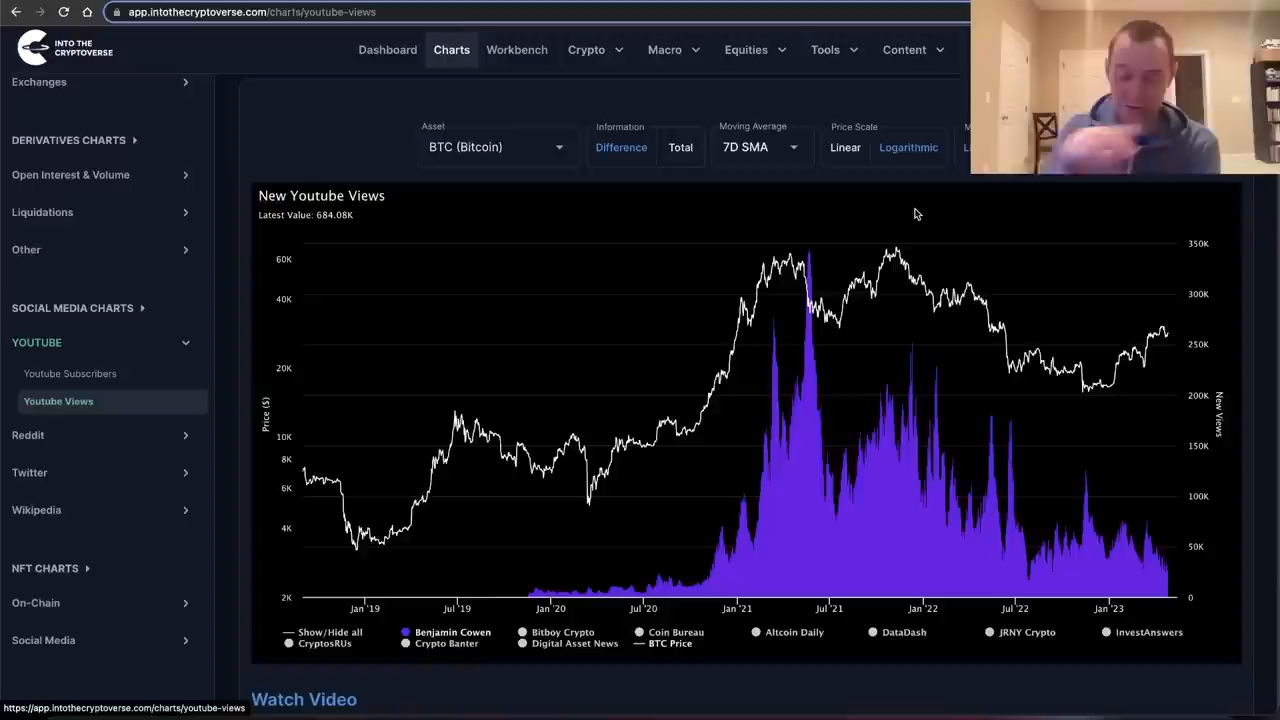 app.intothecryptoverse.com/charts/youtube-views
INTO THE
CRYPTOVERSE
Dashboard Charts Workbench Crypto Macro Equities Tools Content
Exchanges
DERIVATIVES CHARTS
Open Interest & Volume
Liquidations
Other
SOCIAL MEDIA CHARTS
YOUTUBE
Youtube Subscribers
Youtube Views
Reddit
Twitter
Wikipedia
NFT CHARTS
On-Chain
Social Media
Asset Information Moving Average Price Scale
BTC (Bitcoin) Difference Total 7D SMA Linear Logarithmic
New Youtube Views
Latest Value: 684.08K
60K
40K
20K
10K
8K
6K
4K
2K
Price ($)
350K
300K
250K
200K
150K
100K
50K
0
New Views
Jan '19 Jul '19 Jan '20 Jul '20 Jan '21 Jul '21 Jan '22 Jul '22 Jan '23
Show/Hide all Benjamin Cowen Bitboy Crypto Coin Bureau Altcoin Daily DataDash JRNY Crypto InvestAnswers
CryptosRUs Crypto Banter Digital Asset News BTC Price
Watch Video
https://app.intothecryptoverse.com/charts/youtube-views